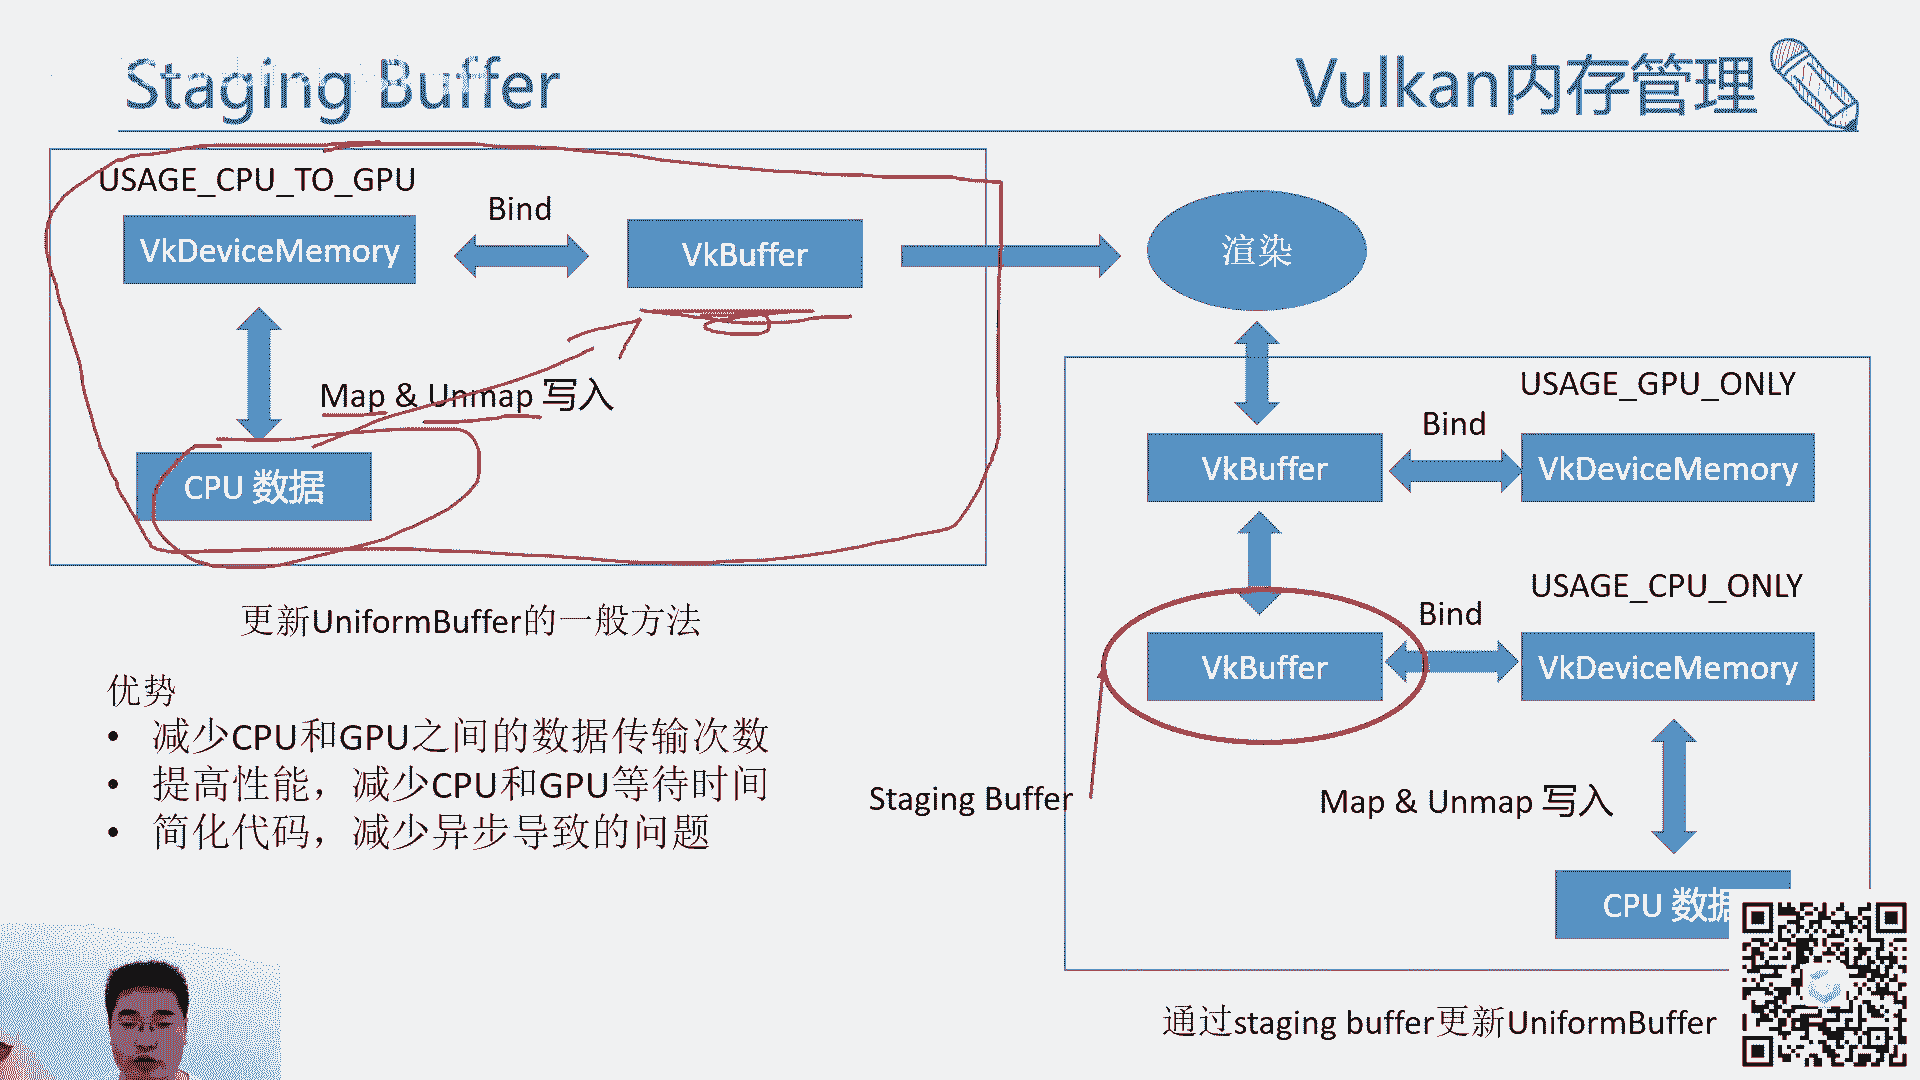 Staging Buffer
Vulkan内存管理
USAGE_CPU_TO_GPU
VkDeviceMemory
Bind
VkBuffer
渲染
Map & Unmap 写入
CPU 数据
更新UniformBuffer的一般方法
优势
• 减少CPU和GPU之间的数据传输次数
• 提高性能，减少CPU和GPU等待时间
• 简化代码，减少异步导致的问题
USAGE_GPU_ONLY
VkBuffer
Bind
VkDeviceMemory
USAGE_CPU_ONLY
VkBuffer
Bind
VkDeviceMemory
Staging Buffer
Map & Unmap 写入
CPU 数据
通过staging buffer更新UniformBuffer